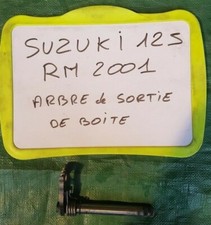 SUZUKI 125
RM 2001
ARBRE de SORTIE
DE BOITE